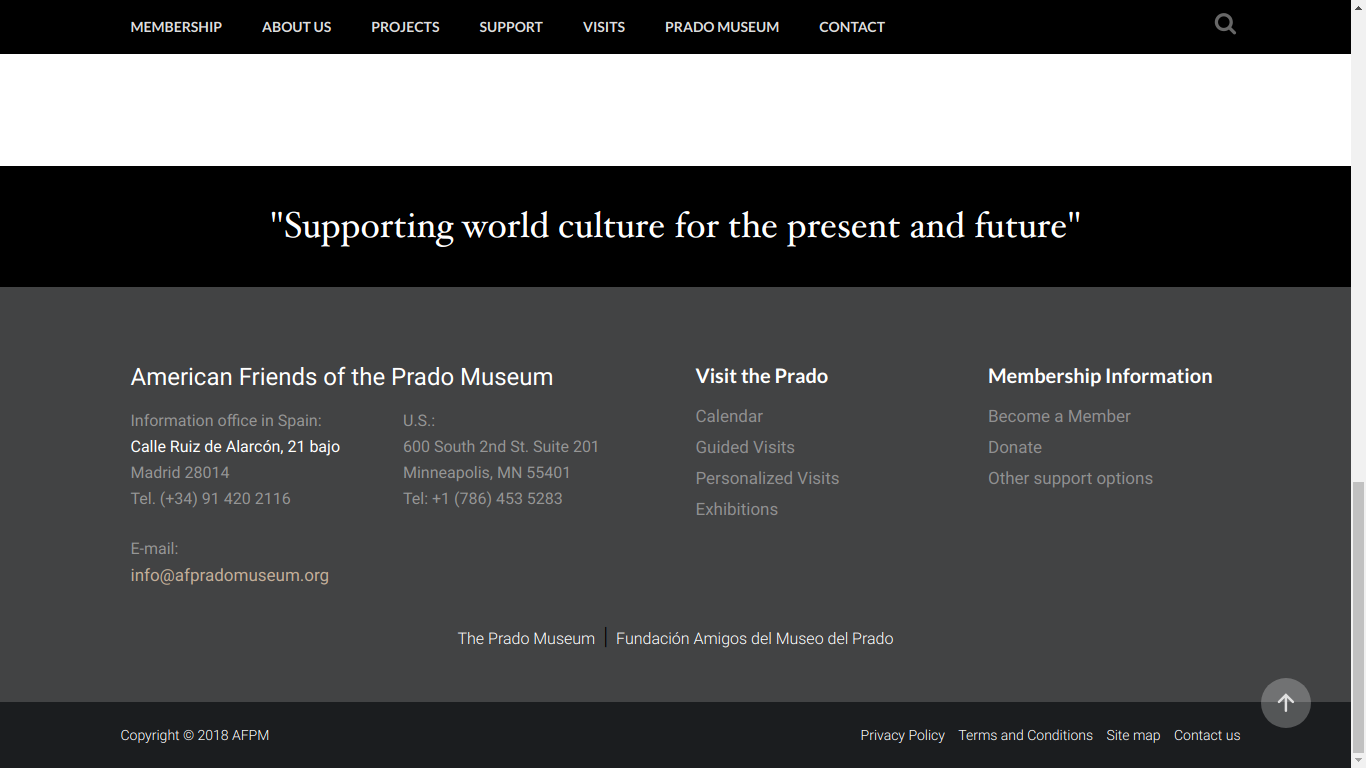 MEMBERSHIP ABOUT US PROJECTS SUPPORT VISITS PRADO MUSEUM CONTACT
"Supporting world culture for the present and future"
American Friends of the Prado Museum
Information office in Spain:
Calle Ruiz de Alarcón, 21 bajo
Madrid 28014
Tel. (+34) 91 420 2116
U.S.:
600 South 2nd St. Suite 201
Minneapolis, MN 55401
Tel: +1 (786) 453 5283
E-mail:
info@afpradomuseum.org
Visit the Prado
Calendar
Guided Visits
Personalized Visits
Exhibitions
Membership Information
Become a Member
Donate
Other support options
The Prado Museum | Fundación Amigos del Museo del Prado
Copyright © 2018 AFPM
Privacy Policy Terms and Conditions Site map Contact us